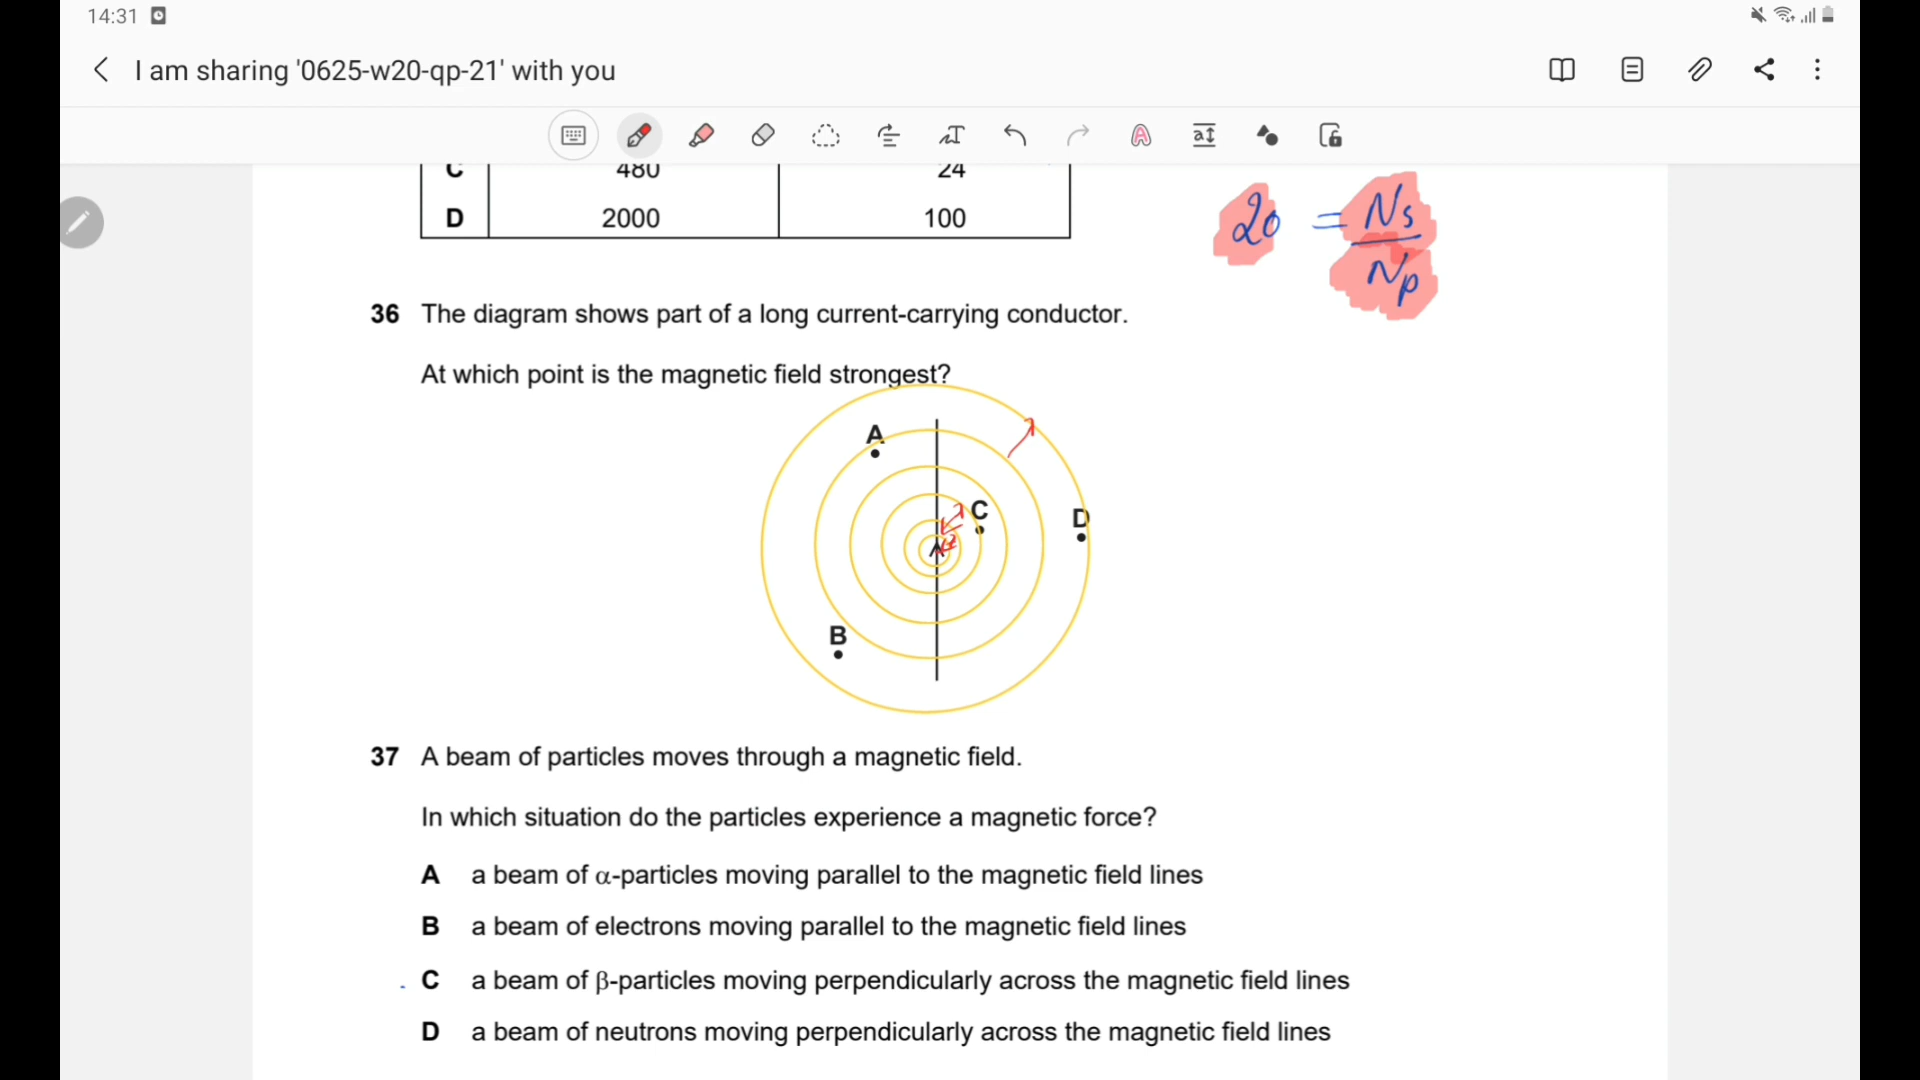 14:31
I am sharing '0625-w20-qp-21' with you
C 480 24
D 2000 100
20 = Ns
Np
36 The diagram shows part of a long current-carrying conductor.
At which point is the magnetic field strongest?
A
C
D
B
37 A beam of particles moves through a magnetic field.
In which situation do the particles experience a magnetic force?
A a beam of α-particles moving parallel to the magnetic field lines
B a beam of electrons moving parallel to the magnetic field lines
C a beam of β-particles moving perpendicularly across the magnetic field lines
D a beam of neutrons moving perpendicularly across the magnetic field lines